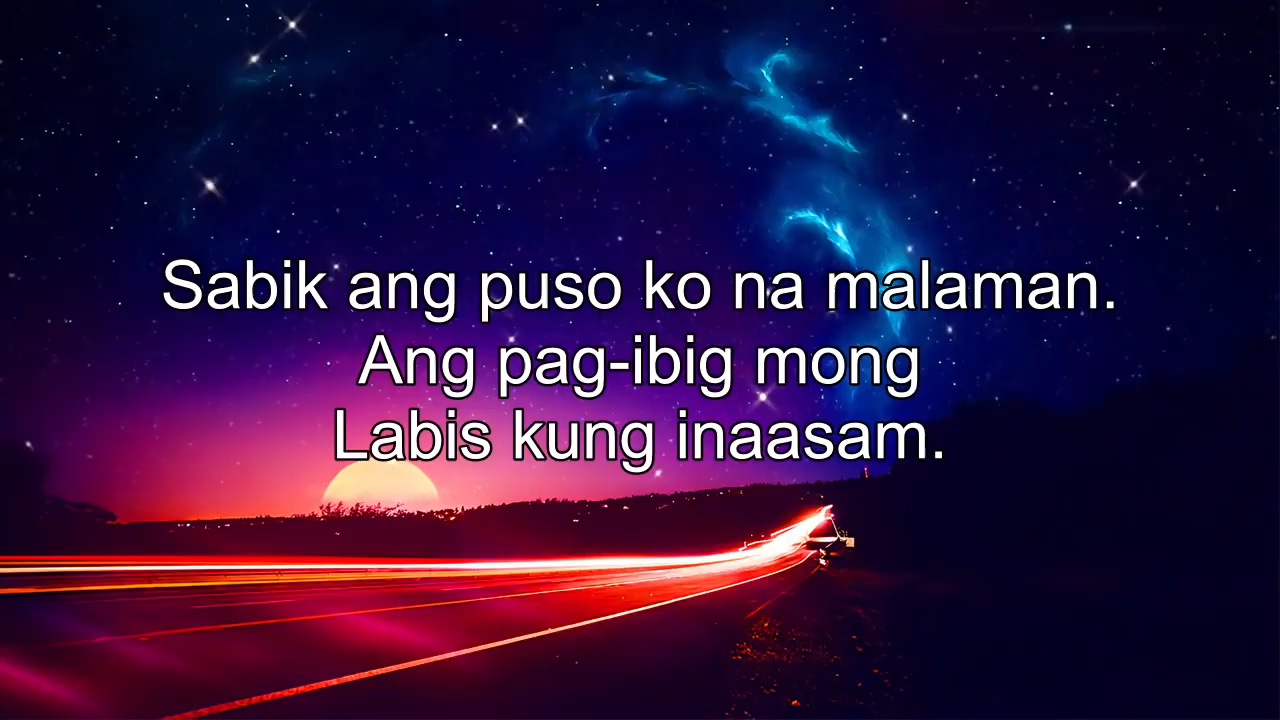 Sabik ang puso ko na malaman.
Ang pag-ibig mong
Labis kung inaasam.